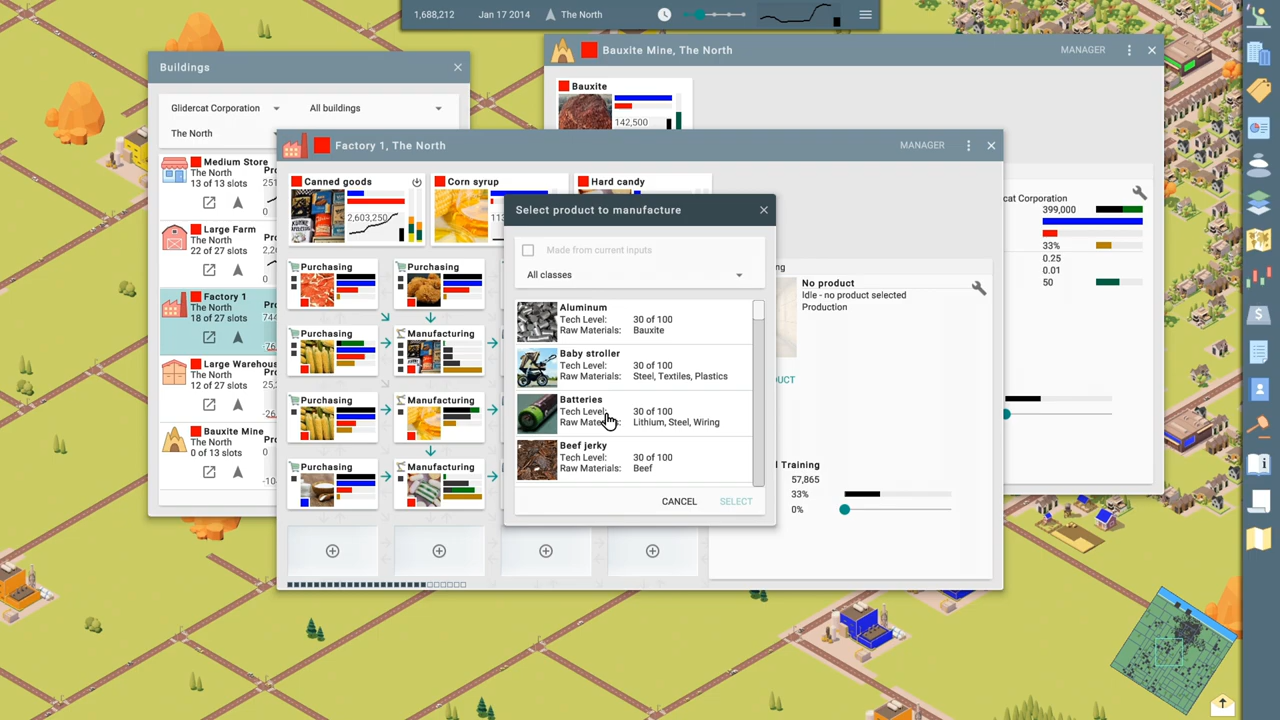 1,688,212 Jan 17 2014 The North
Buildings
Glidercat Corporation All buildings
The North
Medium Store
The North
13 of 13 slots
Large Farm
The North
22 of 27 slots
Factory 1
The North
18 of 27 slots
Large Warehou
The North
12 of 27 slots
Bauxite Mine
The North
0 of 13 slots
Bauxite Mine, The North MANAGER
Bauxite
142,500
cat Corporation
399,000
33%
0.25
0.01
50
Factory 1, The North MANAGER
Canned goods
2,603,250
Corn syrup
Hard candy
Purchasing Purchasing
Purchasing Manufacturing
Purchasing Manufacturing
Purchasing Manufacturing
No product
Idle - no product selected
Production
DUCT
Training
57,865
33%
0%
Select product to manufacture
Made from current inputs
All classes
Aluminum
Tech Level: 30 of 100
Raw Materials: Bauxite
Baby stroller
Tech Level: 30 of 100
Raw Materials: Steel, Textiles, Plastics
Batteries
Tech Level: 30 of 100
Raw Materials: Lithium, Steel, Wiring
Beef jerky
Tech Level: 30 of 100
Raw Materials: Beef
CANCEL SELECT